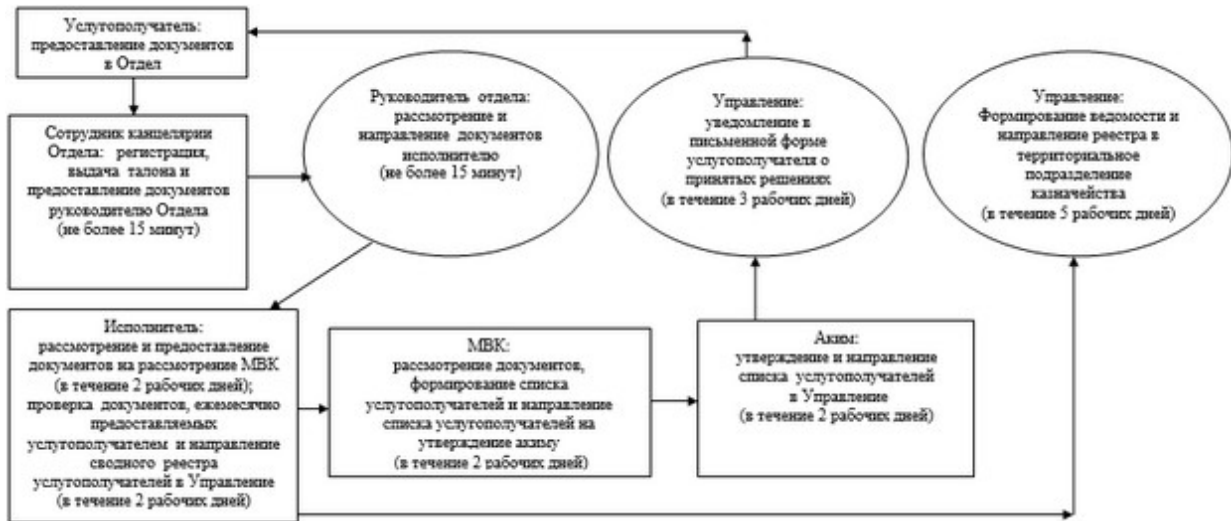 Услугополучатель:
предоставление документов
в Отдел
Сотрудник канцелярии
Отдела: регистрация,
выдача талона и
предоставление документов
руководителю Отдела
(не более 15 минут)
Руководитель отдела:
рассмотрение и
направление документов
исполнителю
(не более 15 минут)
Управление:
уведомление в
письменной форме
услугополучателя о
принятых решениях
(в течение 3 рабочих дней)
Управление:
Формирование ведомости и
направление реестра в
территориальное
подразделение
казначейства
(в течение 5 рабочих дней)
Исполнитель:
рассмотрение и предоставление
документов на рассмотрение МВК
(в течение 2 рабочих дней);
проверка документов, ежемесячно
предоставляемых
услугополучателем и направление
сводного реестра
услугополучателей в Управление
(в течение 2 рабочих дней)
МВК:
рассмотрение документов,
формирование списка
услугополучателей и направление
списка услугополучателей на
утверждение акиму
(в течение 2 рабочих дней)
Аким:
утверждение и направление
списка услугополучателей
в Управление
(в течение 2 рабочих дней)